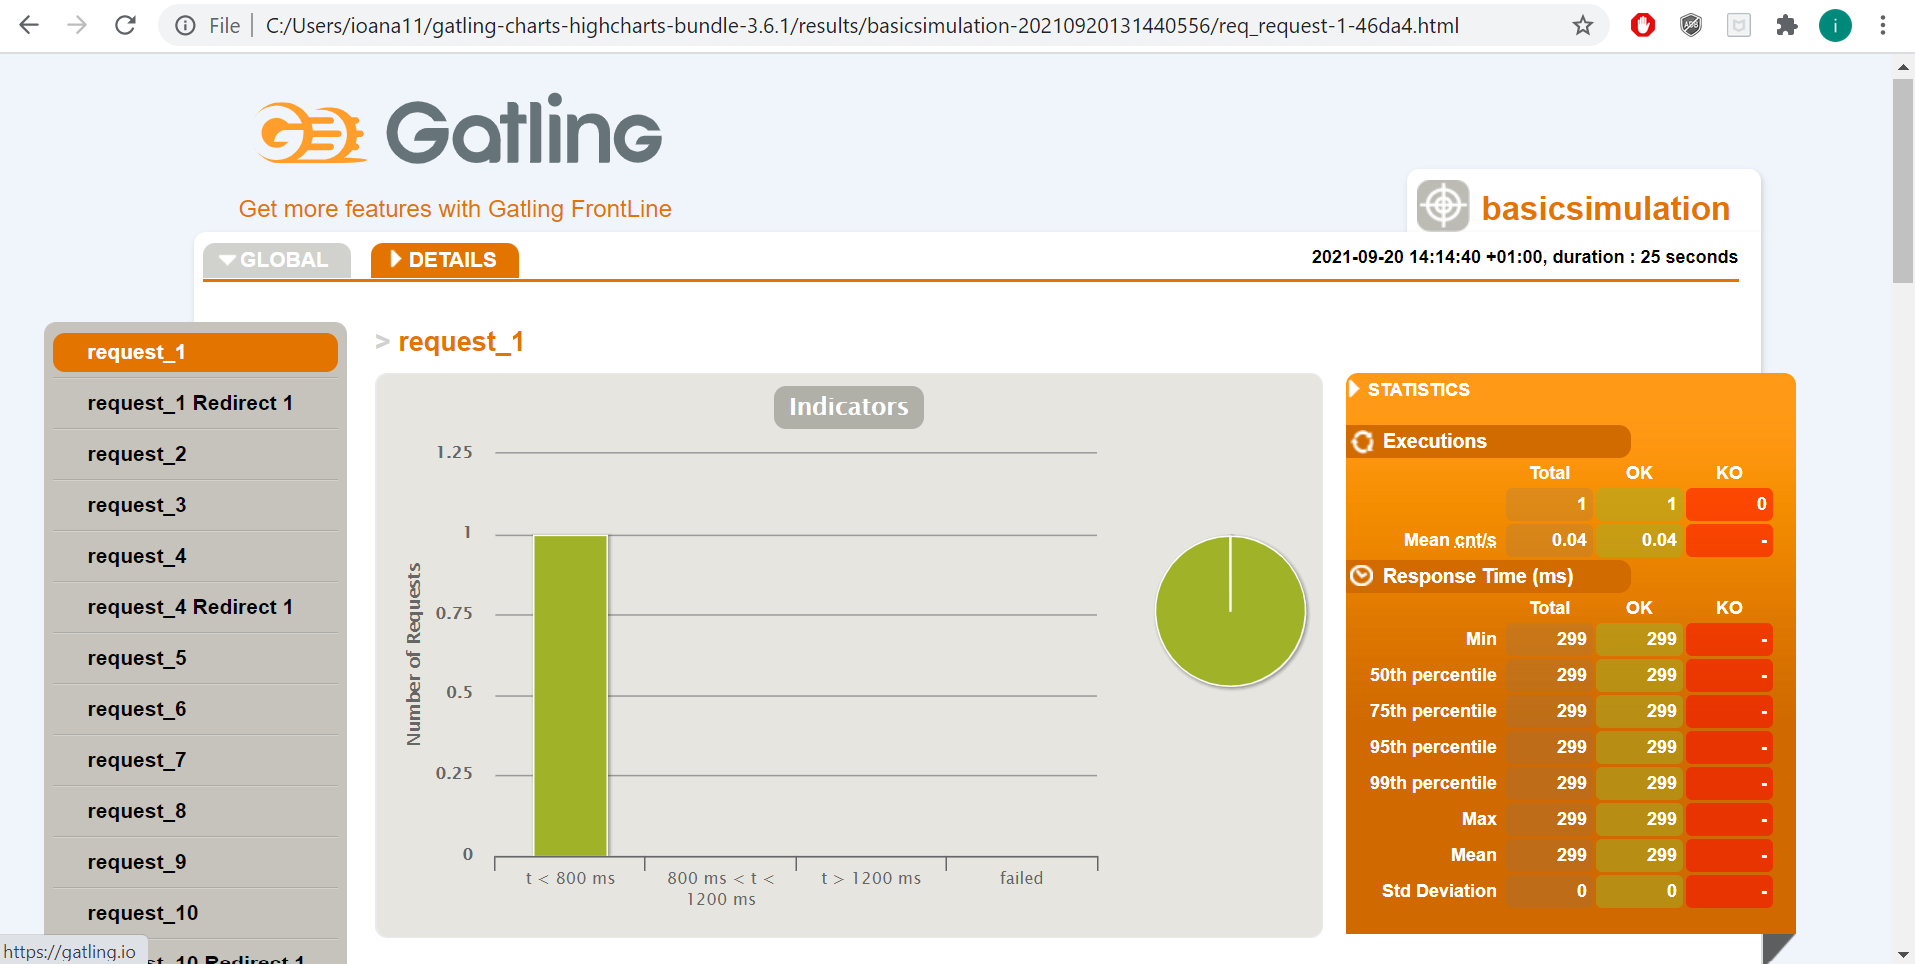 File C:/Users/ioana11/gatling-charts-highcharts-bundle-3.6.1/results/basicsimulation-20210920131440556/req_request-1-46da4.html
i
Gatling
Get more features with Gatling FrontLine
basicsimulation
GLOBAL DETAILS
2021-09-20 14:14:40 +01:00, duration : 25 seconds
request_1
request_1 Redirect 1
request_2
request_3
request_4
request_4 Redirect 1
request_5
request_6
request_7
request_8
request_9
request_10
request_10 Redirect 1
https://gatling.io
> request_1
Indicators
Number of Requests
1.25
1
0.75
0.5
0.25
0
t < 800 ms
800 ms < t <
1200 ms
t > 1200 ms
failed
STATISTICS
Executions
Total OK KO
1 1 0
Mean cnt/s 0.04 0.04 -
Response Time (ms)
Total OK KO
Min 299 299 -
50th percentile 299 299 -
75th percentile 299 299 -
95th percentile 299 299 -
99th percentile 299 299 -
Max 299 299 -
Mean 299 299 -
Std Deviation 0 0 -